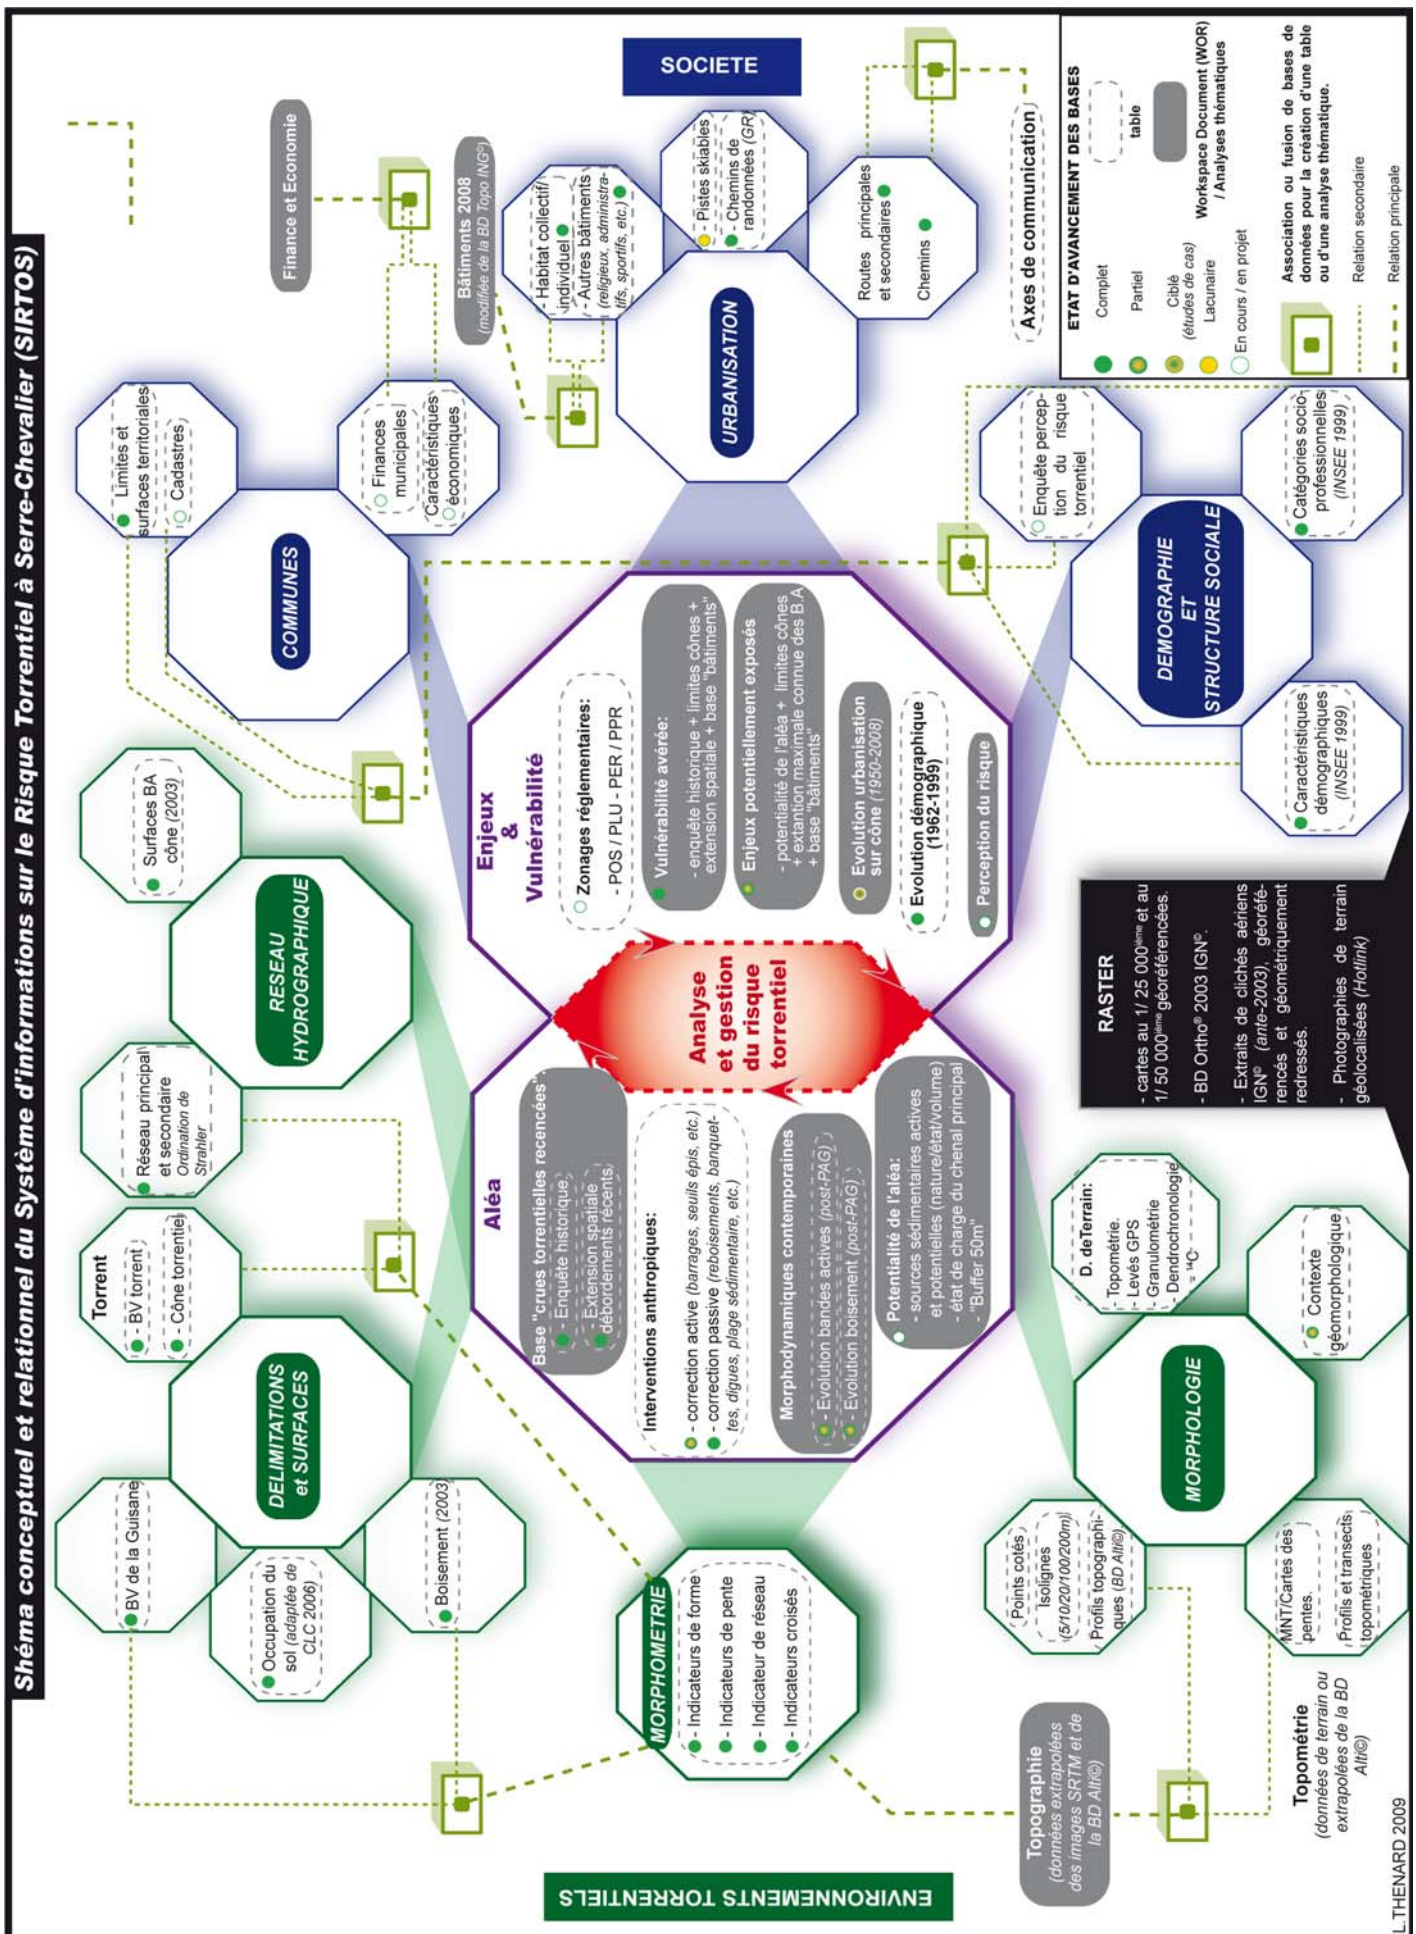 Shéma conceptuel et relationnel du Système d'informations sur le Risque Torrentiel à Serre-Chevalier (SIRTOS)
ENVIRONNEMENTS TORRENTIELS
SOCIETE
DELIMITATIONS
et SURFACES
BV de la Guisane
Occupation du
sol (adaptée de
CLC 2006)
Boisement (2003)
Torrent
- BV torrent
- Cône torrentiel
RESEAU
HYDROGRAPHIQUE
Réseau principal
et secondaire
Ordination de
Strahler
Surfaces BA
cône (2003)
COMMUNES
Limites et
surfaces territoriales
Cadastres
Finances
municipales
Caractéristiques
économiques
Finance et Economie
Bâtiments 2008
(modifiée de la BD Topo ING©)
URBANISATION
- Habitat collectif/
individuel
- Autres bâtiments
(religieux, administra-
tifs, sportifs, etc.)
- Pistes skiables
- Chemins de
randonnées (GR)
Routes principales
et secondaires
Chemins
Axes de communication
MORPHOMETRIE
- Indicateurs de forme
- Indicateurs de pente
- Indicateur de réseau
- Indicateurs croisés
Aléa
Base "crues torrentielles recencées":
- Enquête historique
- Extension spatiale
débordements récents
Interventions anthropiques:
- correction active (barrages, seuils épis, etc.)
- correction passive (reboisements, banquet-
tes, digues, plage sédimentaire, etc.)
Morphodynamiques contemporaines
- Evolution bandes actives (post-PAG)
- Evolution boisement (post-PAG)
Potentialité de l'aléa:
- sources sédimentaires actives
et potentielles (nature/état/volume)
- état de charge du chenal principal
- "Buffer 50m"
Analyse
et gestion
du risque
torrentiel
Enjeux
&
Vulnérabilité
Zonages réglementaires:
- POS / PLU - PER / PPR
Vulnérabilité avérée:
- enquête historique + limites cônes +
extension spatiale + base "bâtiments"
Enjeux potentiellement exposés
- potentialité de l'aléa + limites cônes
+ extantion maximale connue des B.A
+ base "bâtiments"
Evolution urbanisation
sur cône (1950-2008)
Evolution démographique
(1962-1999)
Perception du risque
Topographie
(données extrapolées
des images SRTM et de
la BD Alti©)
Topométrie
(données de terrain ou
extrapolées de la BD
Alti©)
MORPHOLOGIE
Points cotés
Isolignes
(5/10/20/100/200m)
Profils topographi-
ques (BD Alti©)
MNT/Cartes des
pentes.
Profils et transects
topométriques
D. deTerrain:
- Topométrie.
- Levés GPS
- Granulométrie
- Dendrochronologie
- ¹⁴C
Contexte
géomorphologique
RASTER
- cartes au 1/ 25 000ième et au
1/ 50 000ième géoréférencées.
- BD Ortho® 2003 IGN©.
- Extraits de clichés aériens
IGN© (ante-2003), géoréfé-
rencés et géométriquement
redressés.
- Photographies de terrain
géolocalisées (Hotlink)
DEMOGRAPHIE
ET
STRUCTURE SOCIALE
Caractéristiques
démographiques
(INSEE 1999)
Enquête percep-
tion du risque
torrentiel
Catégories socio-
professionnelles
(INSEE 1999)
ETAT D'AVANCEMENT DES BASES
Complet
Partiel
Ciblé
(études de cas)
Lacunaire
En cours / en projet
table
Workspace Document (WOR)
/ Analyses thématiques
Association ou fusion de bases de
données pour la création d'une table
ou d'une analyse thématique.
Relation secondaire
Relation principale
L.THENARD 2009